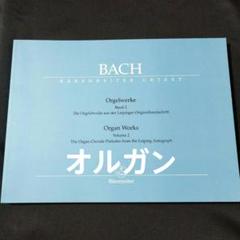 BACH
BÄRENREITER URTEXT
Orgelwerke
Band 2
Die Orgelchoräle aus der Leipziger Originalhandschrift
Organ Works
Volume 2
The Organ Chorale Preludes from the Leipzig Autograph
オルガン
Bärenreiter